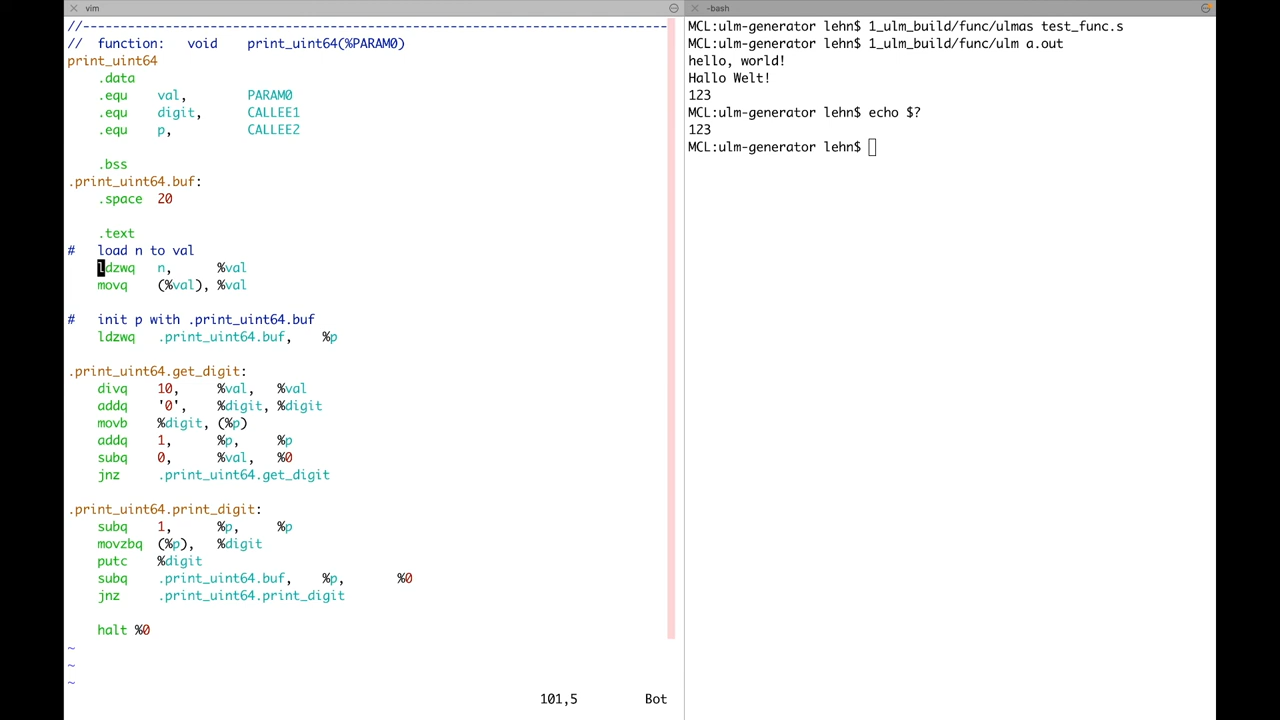 vim
//--------------------------------------------------------------------------------
//  function:   void    print_uint64(%PARAM0)
print_uint64
    .data
    .equ    val,        PARAM0
    .equ    digit,      CALLEE1
    .equ    p,          CALLEE2
    .bss
.print_uint64.buf:
    .space  20
    .text
#   load n to val
    ldzwq   n,      %val
    movq    (%val), %val
#   init p with .print_uint64.buf
    ldzwq   .print_uint64.buf,    %p
.print_uint64.get_digit:
    divq    10,     %val,   %val
    addq    '0',    %digit, %digit
    movb    %digit, (%p)
    addq    1,      %p,     %p
    subq    0,      %val,   %0
    jnz     .print_uint64.get_digit
.print_uint64.print_digit:
    subq    1,      %p,     %p
    movzbq  (%p),   %digit
    putc    %digit
    subq    .print_uint64.buf,    %p,       %0
    jnz     .print_uint64.print_digit
    halt %0
~
~
~
101,5         Bot
-bash
MCL:ulm-generator lehn$ 1_ulm_build/func/ulmas test_func.s
MCL:ulm-generator lehn$ 1_ulm_build/func/ulm a.out
hello, world!
Hallo Welt!
123
MCL:ulm-generator lehn$ echo $?
123
MCL:ulm-generator lehn$